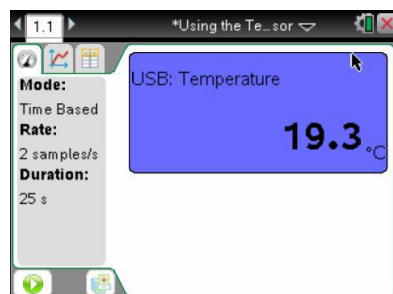 1.1
*Using the Te...sor
Mode:
Time Based
Rate:
2 samples/s
Duration:
25 s
USB: Temperature
19.3 °C